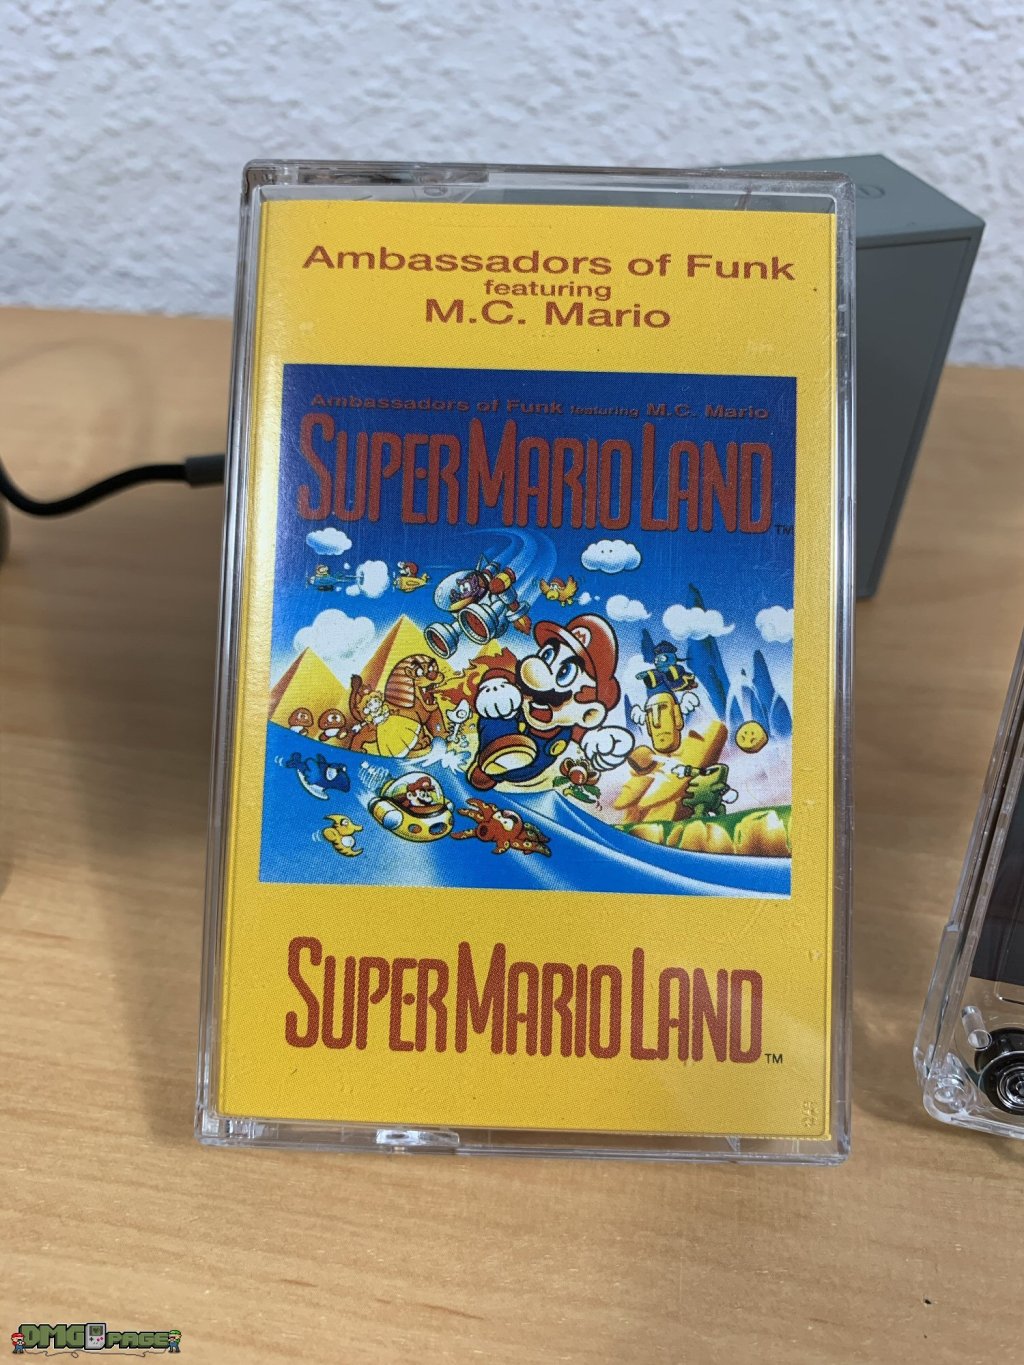 Ambassadors of Funk
featuring
M.C. Mario
Ambassadors of Funk featuring M.C. Mario
SUPER MARIO LAND
TM
SUPER MARIO LAND
TM
DMG PAGE